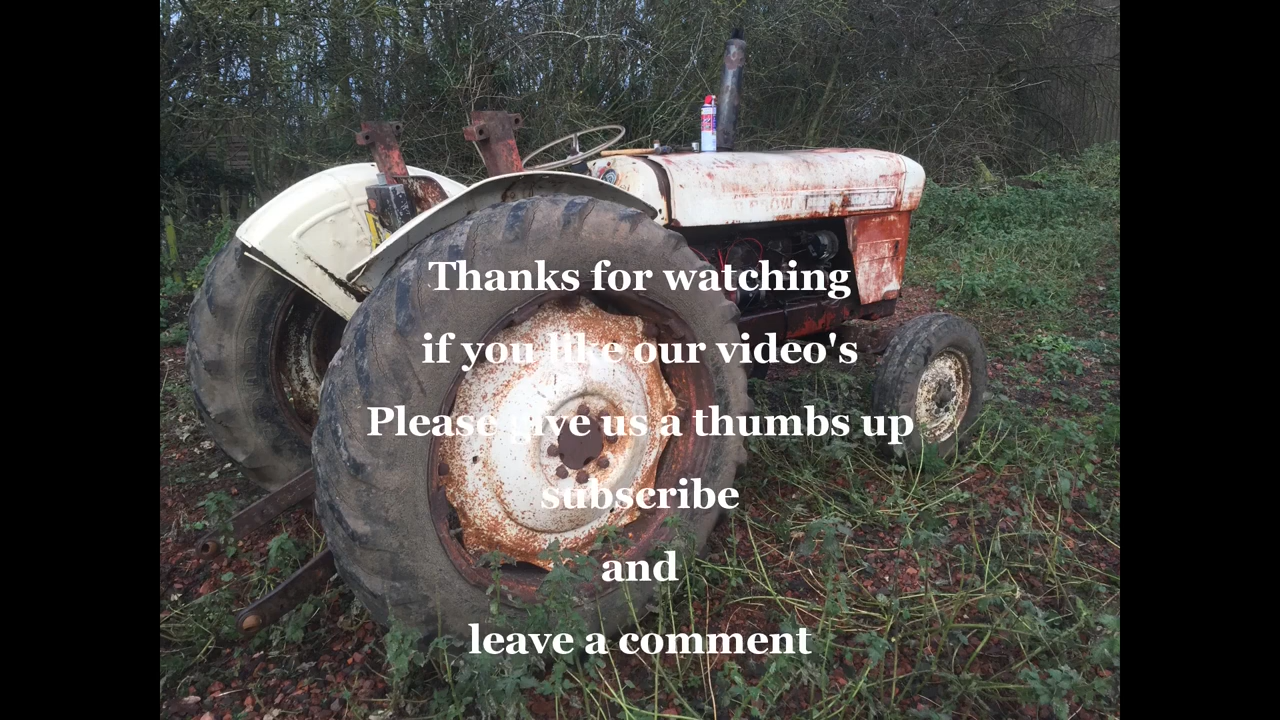 Thanks for watching
if you like our video's
Please give us a thumbs up
subscribe
and
leave a comment